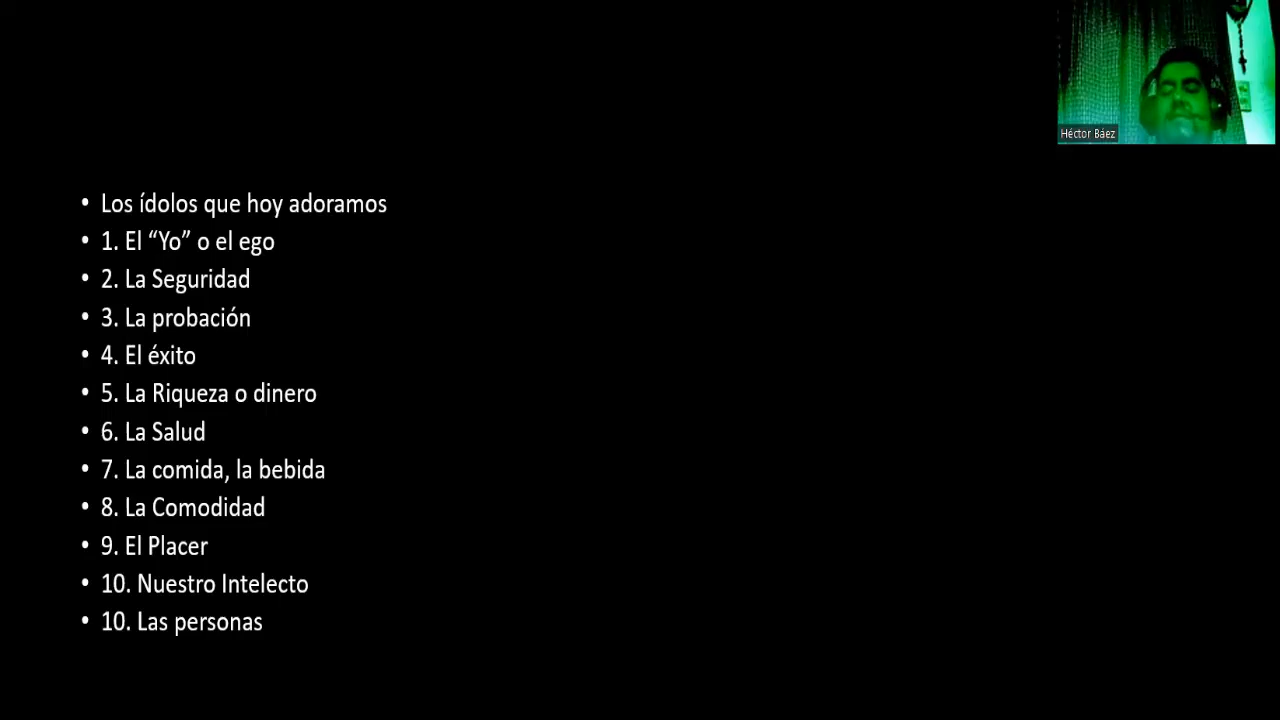 Héctor Báez
• Los ídolos que hoy adoramos
• 1. El “Yo” o el ego
• 2. La Seguridad
• 3. La probación
• 4. El éxito
• 5. La Riqueza o dinero
• 6. La Salud
• 7. La comida, la bebida
• 8. La Comodidad
• 9. El Placer
• 10. Nuestro Intelecto
• 10. Las personas